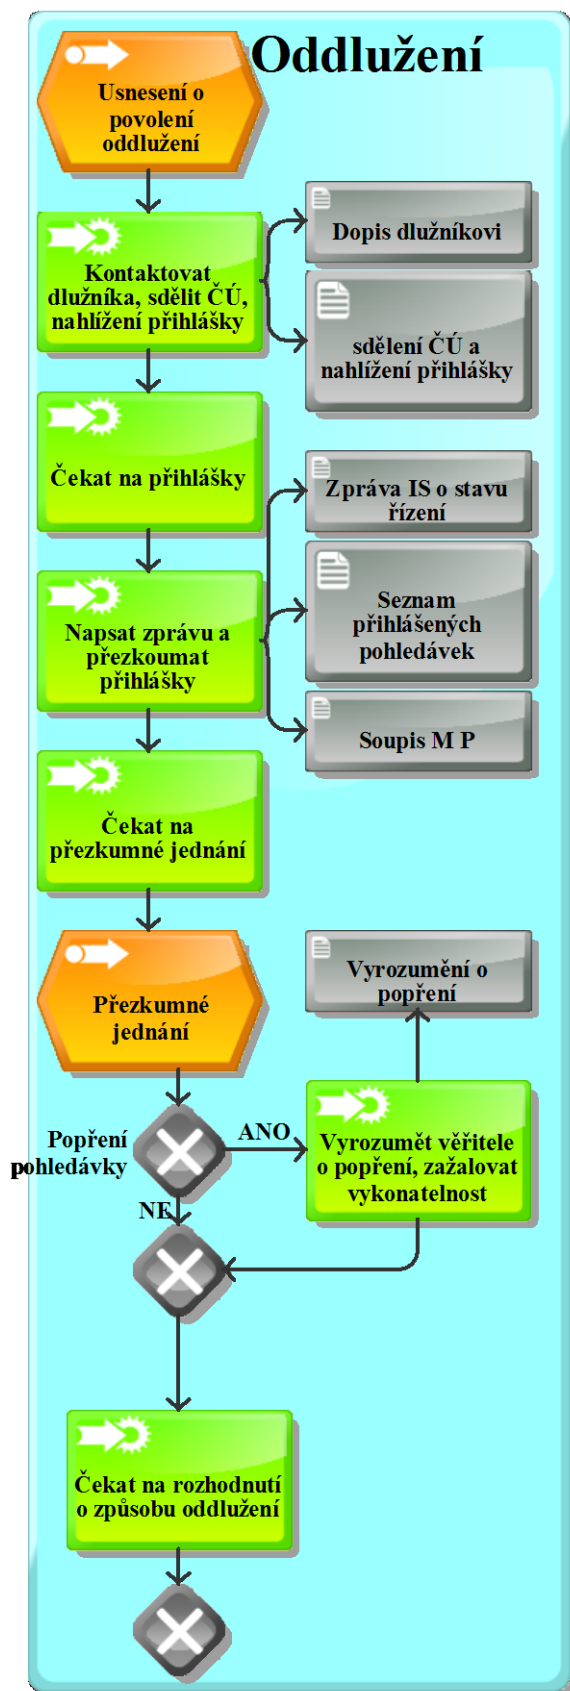 Oddlužení
Usnesení o
povolení
oddlužení
Kontaktovat
dlužníka, sdělit ČÚ,
nahlížení přihlášky
Dopis dlužníkovi
sdělení ČÚ a
nahlížení přihlášky
Čekat na přihlášky
Zpráva IS o stavu
řízení
Napsat zprávu a
přezkoumat
přihlášky
Seznam
přihlášených
pohledávek
Soupis M P
Čekat na
přezkumné jednání
Přezkumné
jednání
Vyrozumění o
popření
Popření
pohledávky
ANO
Vyrozumět věřitele
o popření, zažalovat
vykonatelnost
NE
Čekat na rozhodnutí
o způsobu oddlužení